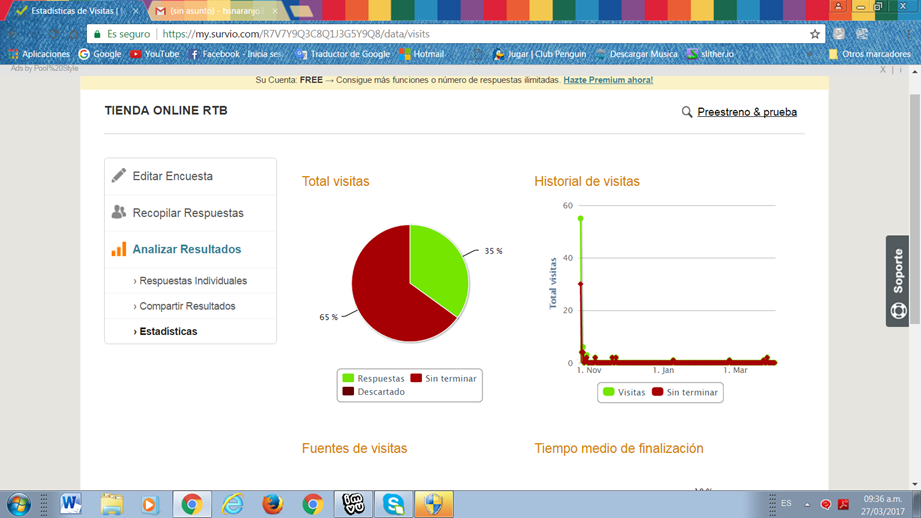 Estadísticas de Visitas |
(sin asunto) - hsnaranjo
Es seguro | https://my.survio.com/R7V7Y9Q3C8Q1J3G5Y9Q8/data/visits
Aplicaciones Google YouTube Facebook - Inicia ses Traductor de Google Hotmail Jugar | Club Penguin Descargar Musica slither.io Otros marcadores
Ads by Pool%20Style X | i
Su Cuenta: FREE → Consigue más funciones o número de respuestas ilimitadas. Hazte Premium ahora!
TIENDA ONLINE RTB
Preestreno & prueba
Editar Encuesta
Recopilar Respuestas
Analizar Resultados
› Respuestas Individuales
› Compartir Resultados
› Estadísticas
Total visitas
35 %
65 %
Respuestas Sin terminar
Descartado
Historial de visitas
Total visitas
60
40
20
0
1. Nov 1. Jan 1. Mar
Visitas Sin terminar
Soporte
Fuentes de visitas
Tiempo medio de finalización
ES
09:36 a.m.
27/03/2017